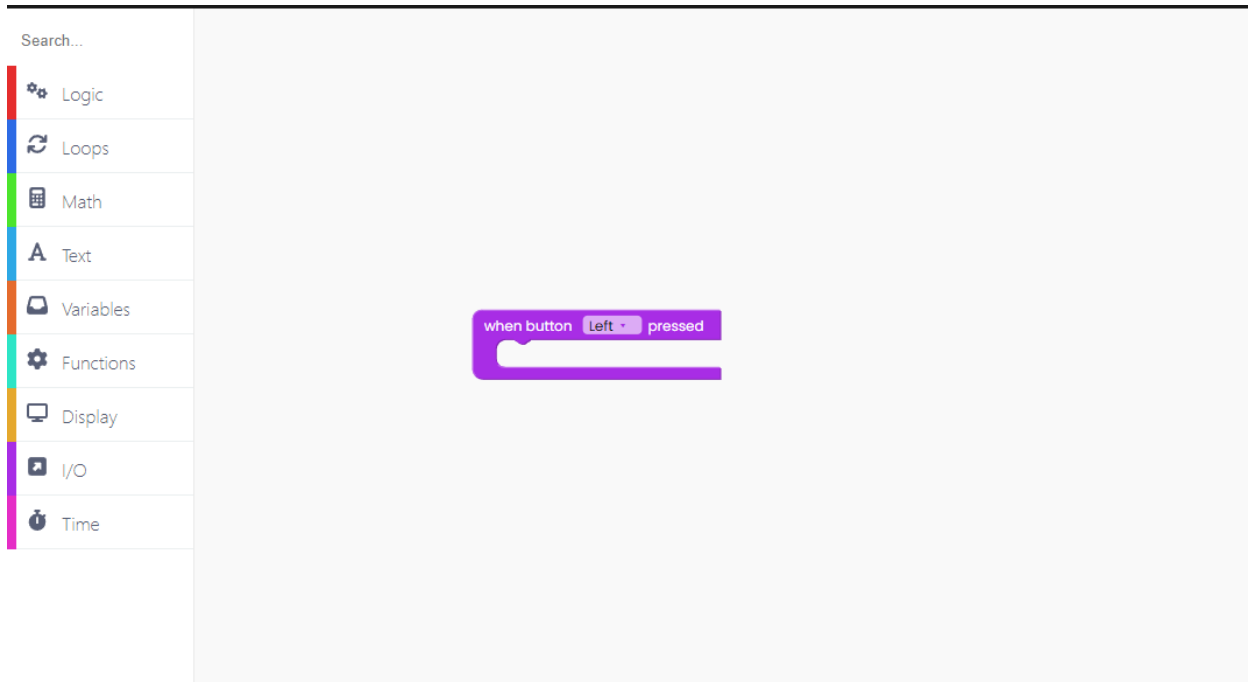 Search...
Logic
Loops
Math
Text
Variables
Functions
Display
I/O
Time
when button Left pressed